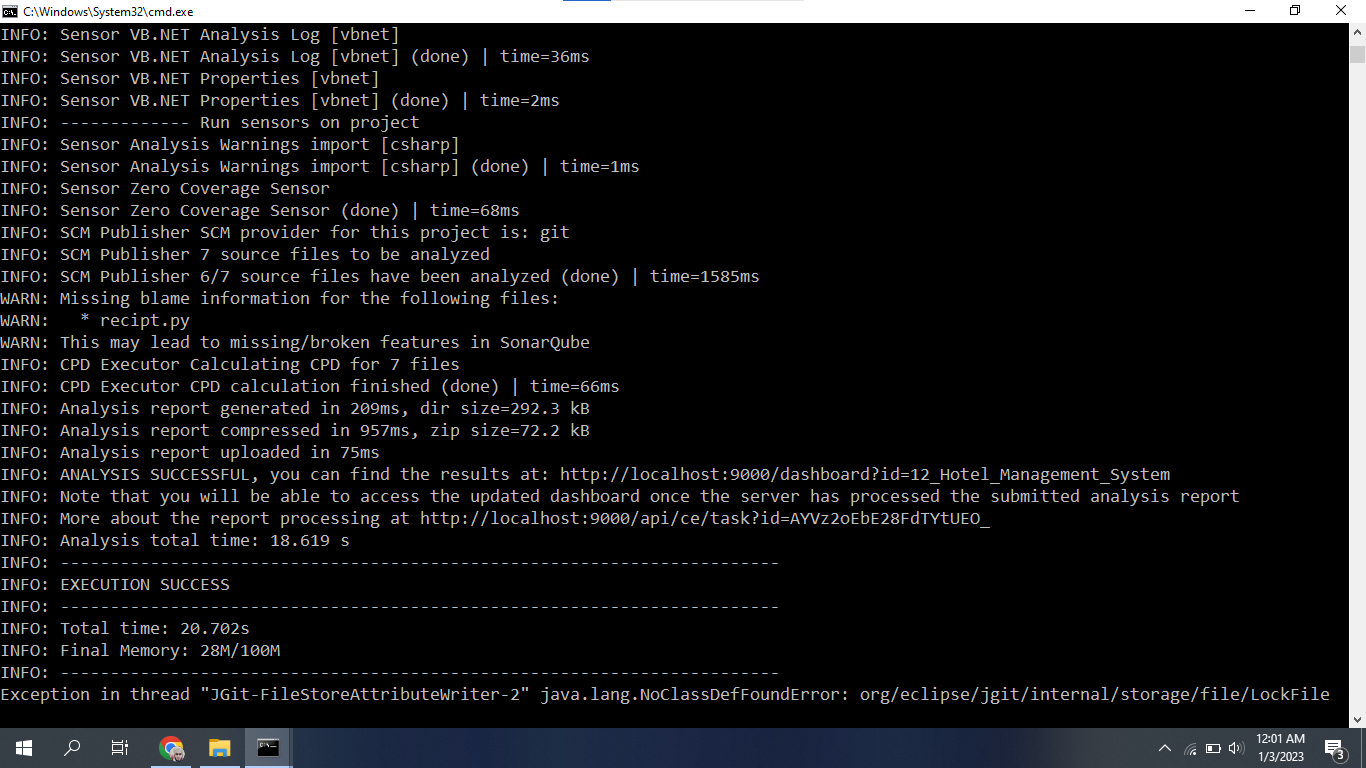 C:\Windows\System32\cmd.exe
INFO: Sensor VB.NET Analysis Log [vbnet]
INFO: Sensor VB.NET Analysis Log [vbnet] (done) | time=36ms
INFO: Sensor VB.NET Properties [vbnet]
INFO: Sensor VB.NET Properties [vbnet] (done) | time=2ms
INFO: ------------- Run sensors on project
INFO: Sensor Analysis Warnings import [csharp]
INFO: Sensor Analysis Warnings import [csharp] (done) | time=1ms
INFO: Sensor Zero Coverage Sensor
INFO: Sensor Zero Coverage Sensor (done) | time=68ms
INFO: SCM Publisher SCM provider for this project is: git
INFO: SCM Publisher 7 source files to be analyzed
INFO: SCM Publisher 6/7 source files have been analyzed (done) | time=1585ms
WARN: Missing blame information for the following files:
WARN:   * recipt.py
WARN: This may lead to missing/broken features in SonarQube
INFO: CPD Executor Calculating CPD for 7 files
INFO: CPD Executor CPD calculation finished (done) | time=66ms
INFO: Analysis report generated in 209ms, dir size=292.3 kB
INFO: Analysis report compressed in 957ms, zip size=72.2 kB
INFO: Analysis report uploaded in 75ms
INFO: ANALYSIS SUCCESSFUL, you can find the results at: http://localhost:9000/dashboard?id=12_Hotel_Management_System
INFO: Note that you will be able to access the updated dashboard once the server has processed the submitted analysis report
INFO: More about the report processing at http://localhost:9000/api/ce/task?id=AYVz2oEbE28FdTYtUEO_
INFO: Analysis total time: 18.619 s
INFO: ------------------------------------------------------------------------
INFO: EXECUTION SUCCESS
INFO: ------------------------------------------------------------------------
INFO: Total time: 20.702s
INFO: Final Memory: 28M/100M
INFO: ------------------------------------------------------------------------
Exception in thread "JGit-FileStoreAttributeWriter-2" java.lang.NoClassDefFoundError: org/eclipse/jgit/internal/storage/file/LockFile
12:01 AM
1/3/2023
3